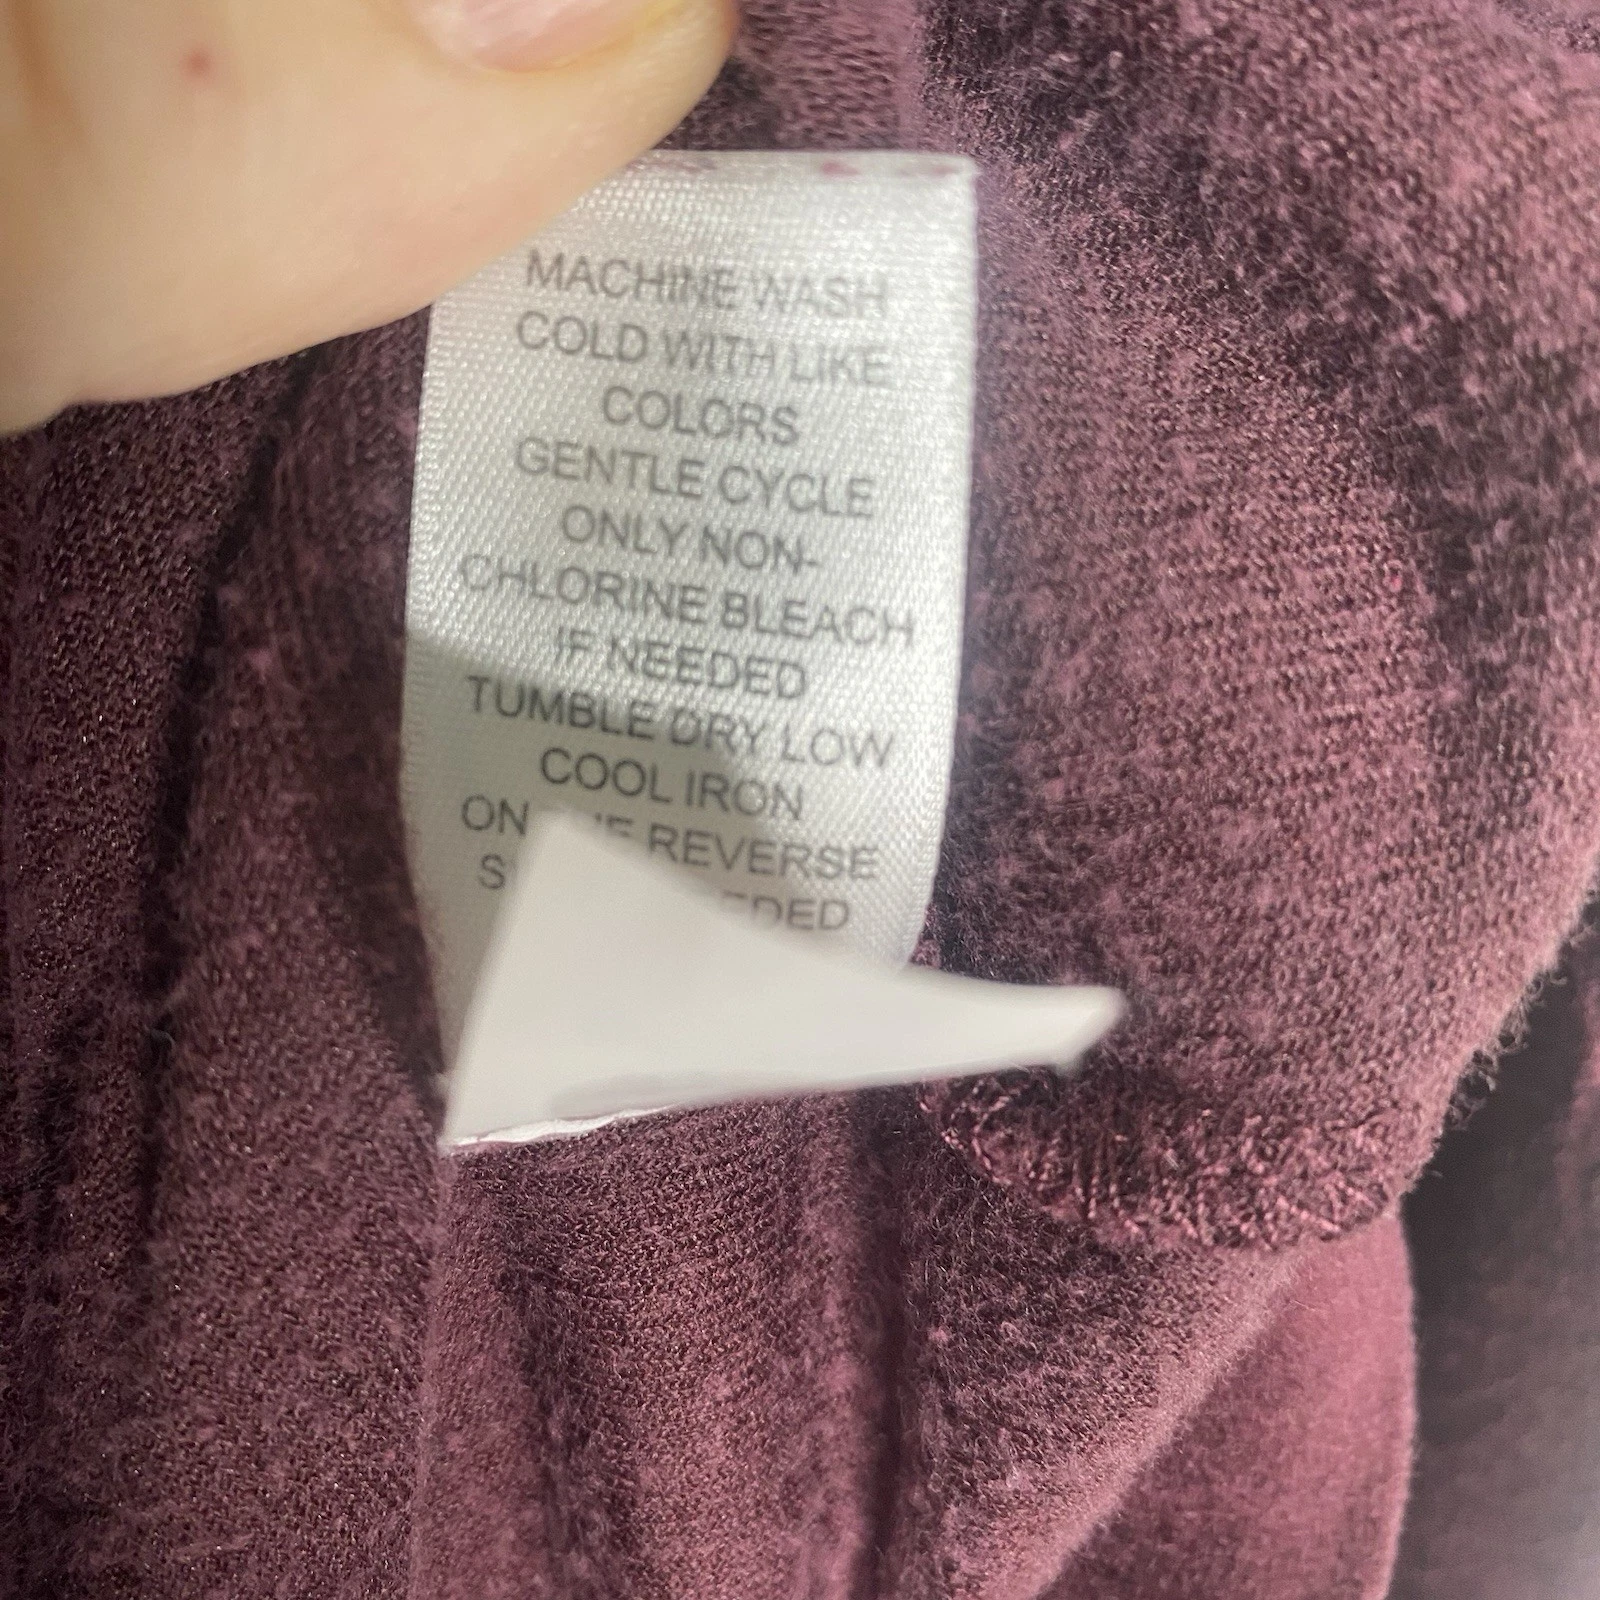 MACHINE WASH
COLD WITH LIKE
COLORS
GENTLE CYCLE
ONLY NON-
CHLORINE BLEACH
IF NEEDED
TUMBLE DRY LOW
COOL IRON
ON REVERSE